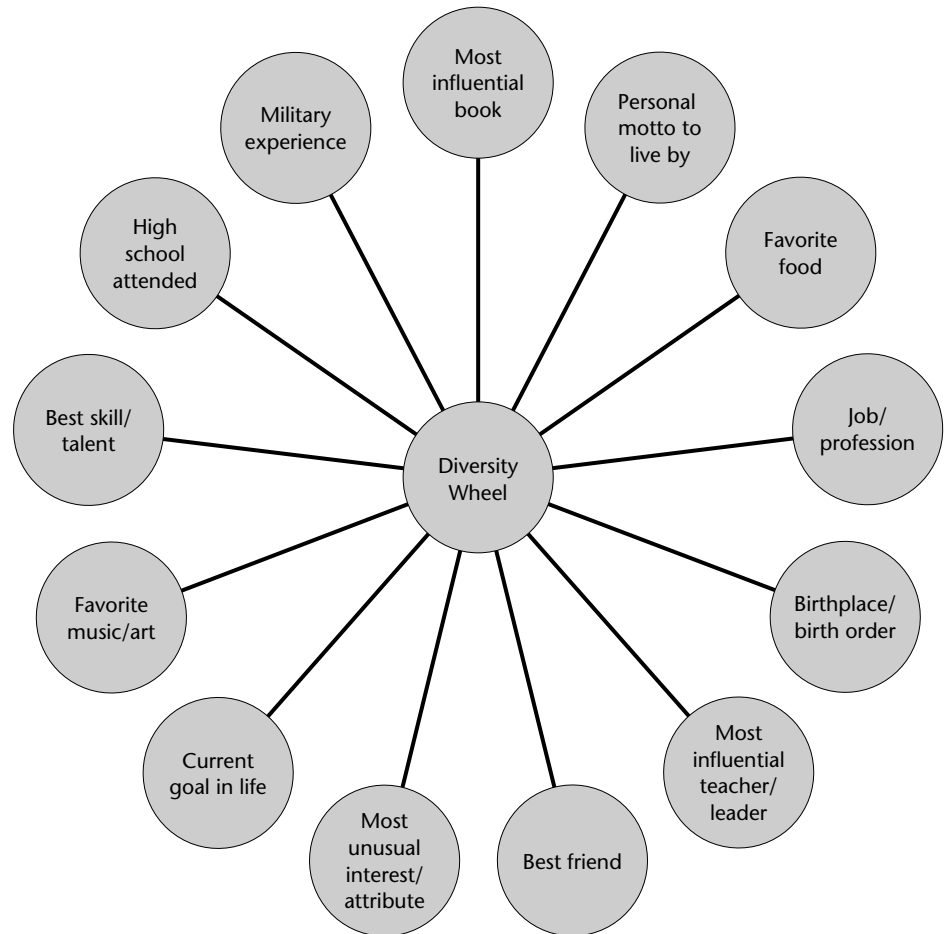 Most
influential
book
Personal
motto to
live by
Favorite
food
Job/
profession
Birthplace/
birth order
Most
influential
teacher/
leader
Best friend
Most
unusual
interest/
attribute
Current
goal in life
Favorite
music/art
Best skill/
talent
High
school
attended
Military
experience
Diversity
Wheel